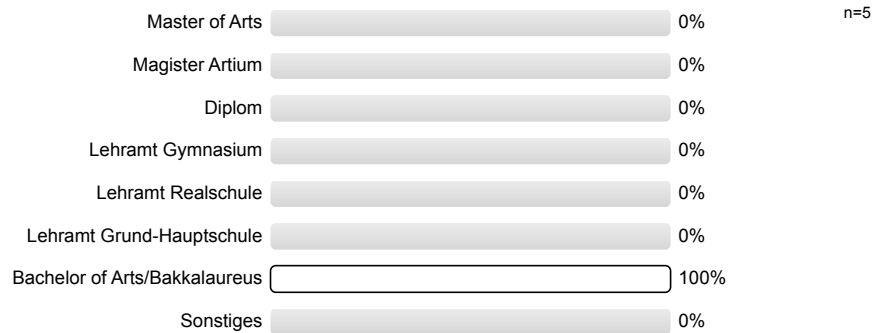 Master of Arts 0% n=5
Magister Artium 0%
Diplom 0%
Lehramt Gymnasium 0%
Lehramt Realschule 0%
Lehramt Grund-Hauptschule 0%
Bachelor of Arts/Bakkalaureus 100%
Sonstiges 0%